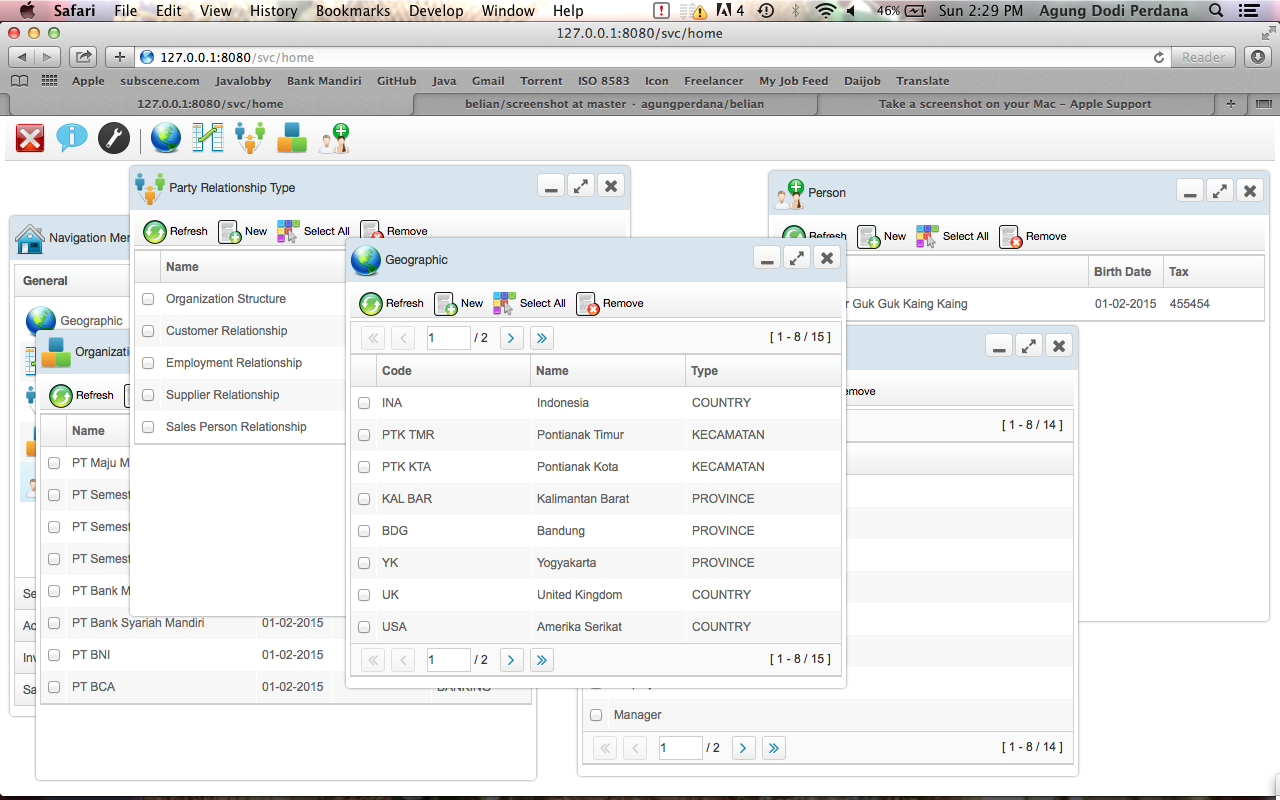 Safari File Edit View History Bookmarks Develop Window Help 4 46% Sun 2:29 PM Agung Dodi Perdana
127.0.0.1:8080/svc/home
127.0.0.1:8080/svc/home Reader
Apple subscene.com Javalobby Bank Mandiri GitHub Java Gmail Torrent ISO 8583 Icon Freelancer My Job Feed Daijob Translate
127.0.0.1:8080/svc/home belian/screenshot at master · agungperdana/belian Take a screenshot on your Mac – Apple Support
Navigation Men
General
Geographic
Se
Ac
Inv
Sa
Organizati
Refresh
Name
PT Maju M
PT Semest
PT Semest
PT Semest
PT Bank M
PT Bank Syariah Mandiri 01-02-2015
PT BNI 01-02-2015
PT BCA 01-02-2015 BANKING
Party Relationship Type
Refresh New Select All Remove
Name
Organization Structure
Customer Relationship
Employment Relationship
Supplier Relationship
Sales Person Relationship
Geographic
Refresh New Select All Remove
1 / 2 [ 1 - 8 / 15 ]
Code Name Type
INA Indonesia COUNTRY
PTK TMR Pontianak Timur KECAMATAN
PTK KTA Pontianak Kota KECAMATAN
KAL BAR Kalimantan Barat PROVINCE
BDG Bandung PROVINCE
YK Yogyakarta PROVINCE
UK United Kingdom COUNTRY
USA Amerika Serikat COUNTRY
1 / 2 [ 1 - 8 / 15 ]
Person
Refresh New Select All Remove
Birth Date Tax
r Guk Guk Kaing Kaing 01-02-2015 455454
emove
[ 1 - 8 / 14 ]
Manager
1 / 2 [ 1 - 8 / 14 ]